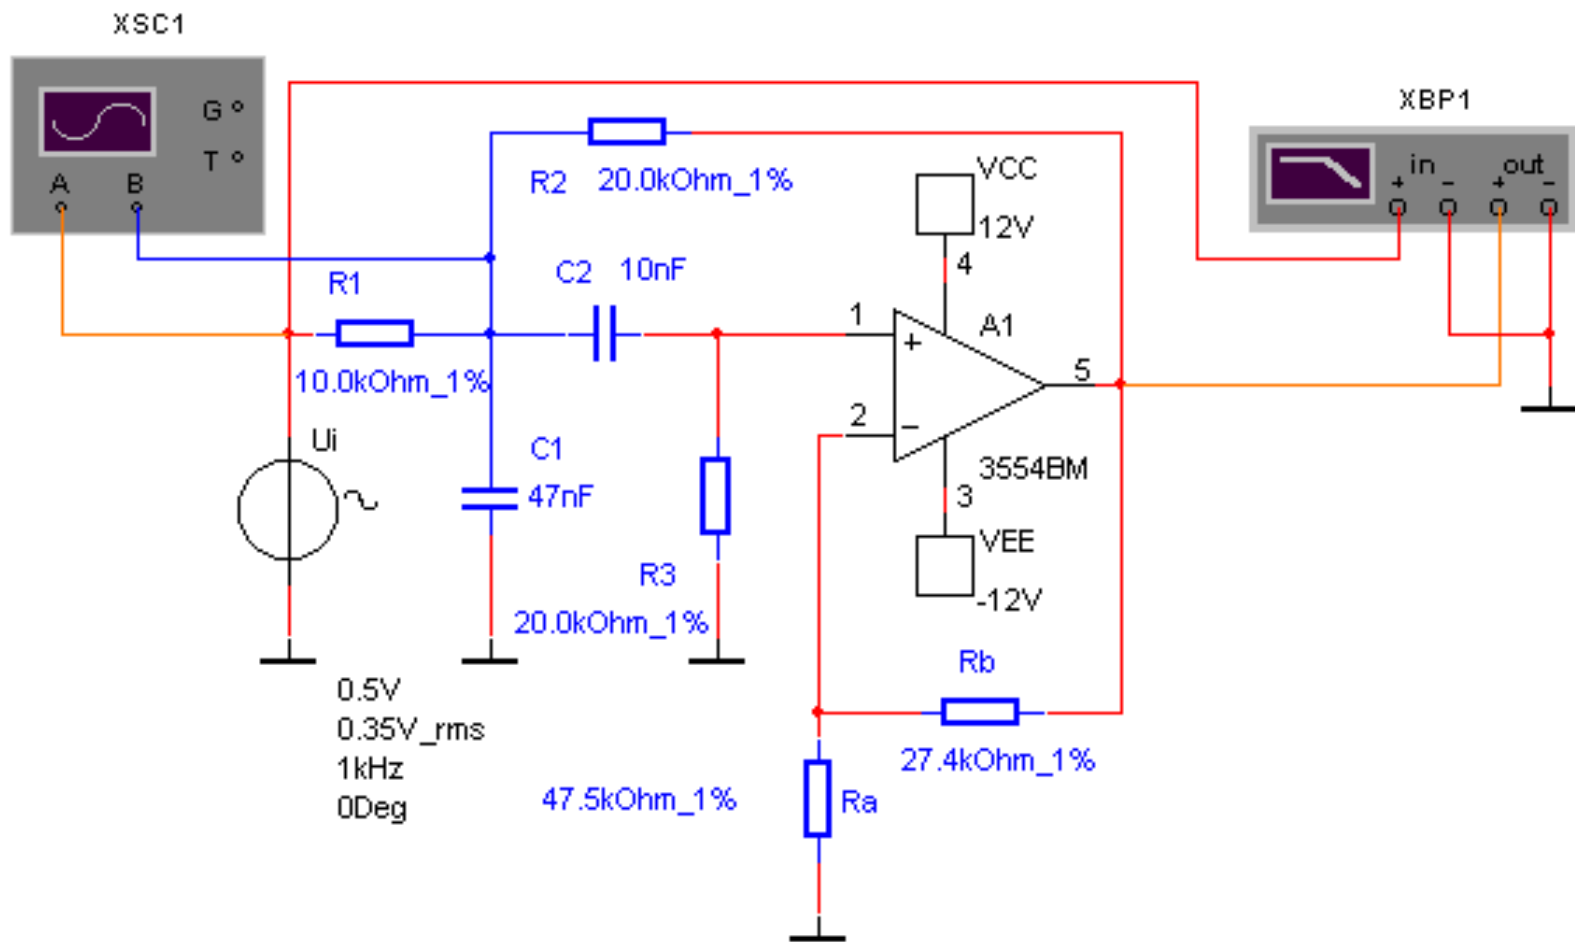 XSC1
G
T
A B
XBP1
in out
+ − + −
R2 20.0kOhm_1%
VCC
12V
4
R1
C2 10nF
1
A1
+
10.0kOhm_1%
5
2
−
Ui
C1
47nF
3554BM
3
R3
VEE
-12V
20.0kOhm_1%
Rb
0.5V
0.35V_rms
1kHz
0Deg
27.4kOhm_1%
47.5kOhm_1% Ra